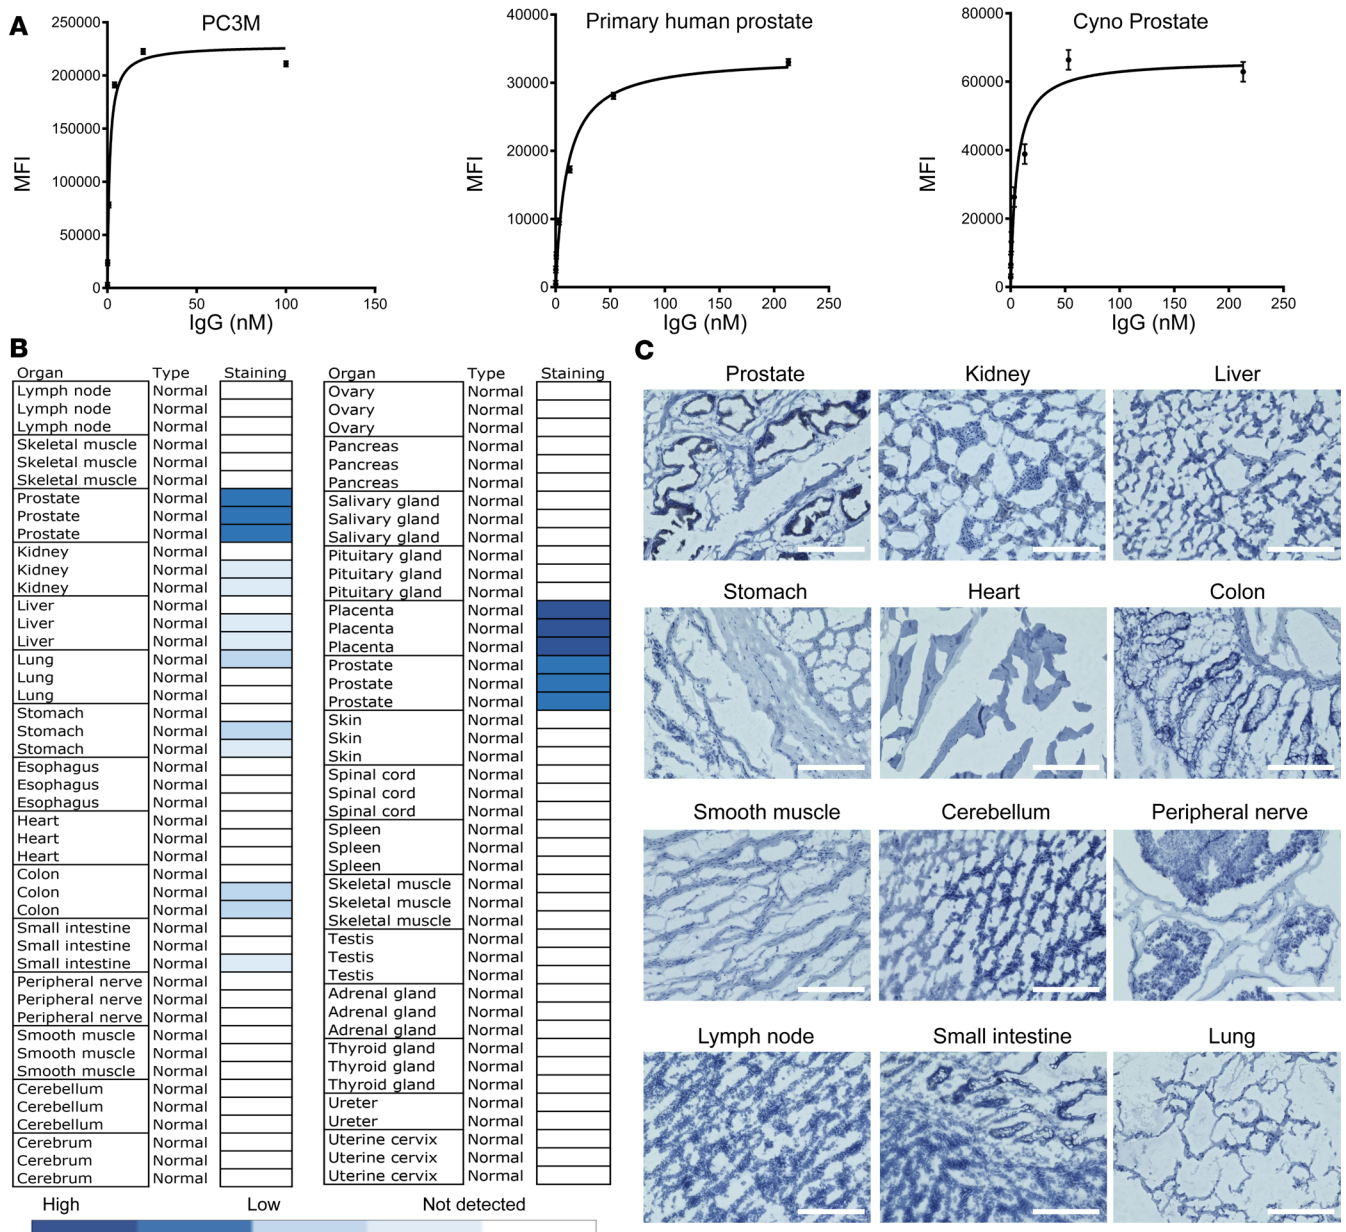 A
PC3M
250000
200000
150000
100000
50000
0
MFI
0 50 100 150
IgG (nM)
Primary human prostate
40000
30000
20000
10000
0
MFI
0 50 100 150 200 250
IgG (nM)
Cyno Prostate
80000
60000
40000
20000
0
MFI
0 50 100 150 200 250
IgG (nM)
B
Organ Type Staining
Lymph node Normal
Lymph node Normal
Lymph node Normal
Skeletal muscle Normal
Skeletal muscle Normal
Skeletal muscle Normal
Prostate Normal
Prostate Normal
Prostate Normal
Kidney Normal
Kidney Normal
Kidney Normal
Liver Normal
Liver Normal
Liver Normal
Lung Normal
Lung Normal
Lung Normal
Stomach Normal
Stomach Normal
Stomach Normal
Esophagus Normal
Esophagus Normal
Esophagus Normal
Heart Normal
Heart Normal
Heart Normal
Colon Normal
Colon Normal
Colon Normal
Small intestine Normal
Small intestine Normal
Small intestine Normal
Peripheral nerve Normal
Peripheral nerve Normal
Peripheral nerve Normal
Smooth muscle Normal
Smooth muscle Normal
Smooth muscle Normal
Cerebellum Normal
Cerebellum Normal
Cerebellum Normal
Cerebrum Normal
Cerebrum Normal
Cerebrum Normal
Organ Type Staining
Ovary Normal
Ovary Normal
Ovary Normal
Pancreas Normal
Pancreas Normal
Pancreas Normal
Salivary gland Normal
Salivary gland Normal
Salivary gland Normal
Pituitary gland Normal
Pituitary gland Normal
Pituitary gland Normal
Placenta Normal
Placenta Normal
Placenta Normal
Prostate Normal
Prostate Normal
Prostate Normal
Skin Normal
Skin Normal
Skin Normal
Spinal cord Normal
Spinal cord Normal
Spinal cord Normal
Spleen Normal
Spleen Normal
Spleen Normal
Skeletal muscle Normal
Skeletal muscle Normal
Skeletal muscle Normal
Testis Normal
Testis Normal
Testis Normal
Adrenal gland Normal
Adrenal gland Normal
Adrenal gland Normal
Thyroid gland Normal
Thyroid gland Normal
Thyroid gland Normal
Ureter Normal
Ureter Normal
Uterine cervix Normal
Uterine cervix Normal
Uterine cervix Normal
High Low Not detected
C
Prostate Kidney Liver
Stomach Heart Colon
Smooth muscle Cerebellum Peripheral nerve
Lymph node Small intestine Lung